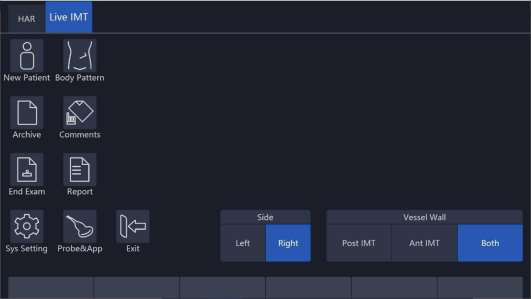 HAR Live IMT
New Patient Body Pattern
Archive Comments
End Exam Report
Sys Setting Probe&App Exit
Side
Left Right
Vessel Wall
Post IMT Ant IMT Both